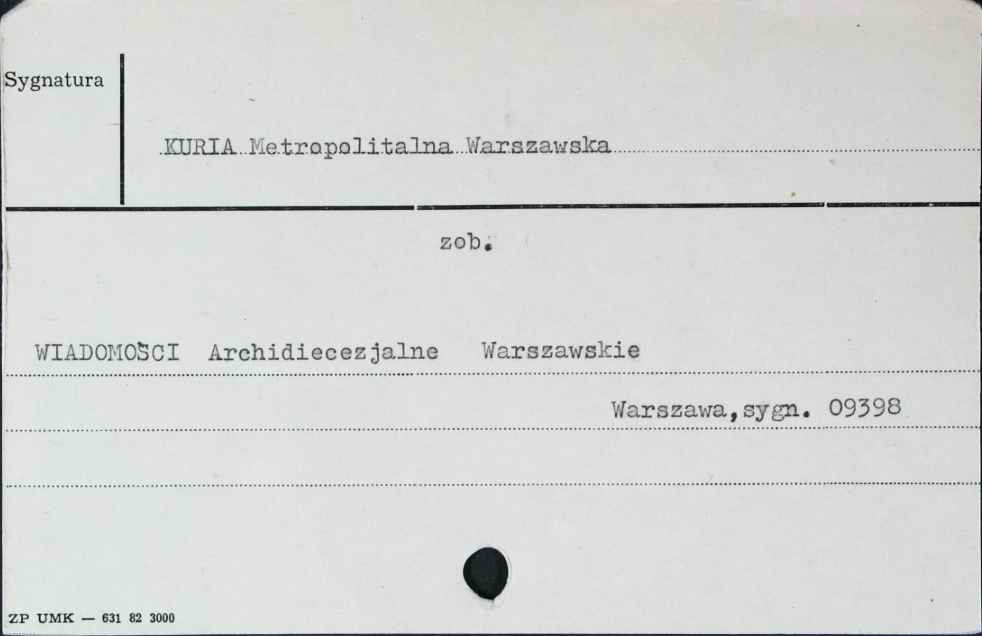 Sygnatura
KURIA Metropolitalna Warszawska
zob.
WIADOMOŚCI Archidiecezjalne Warszawskie
Warszawa, sygn. 09398
ZP UMK — 631 82 3000